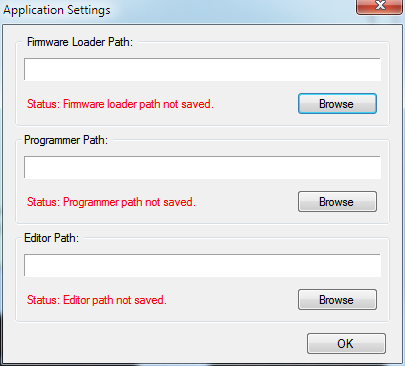 Application Settings
Firmware Loader Path:
Status: Firmware loader path not saved.
Browse
Programmer Path:
Status: Programmer path not saved.
Browse
Editor Path:
Status: Editor path not saved.
Browse
OK